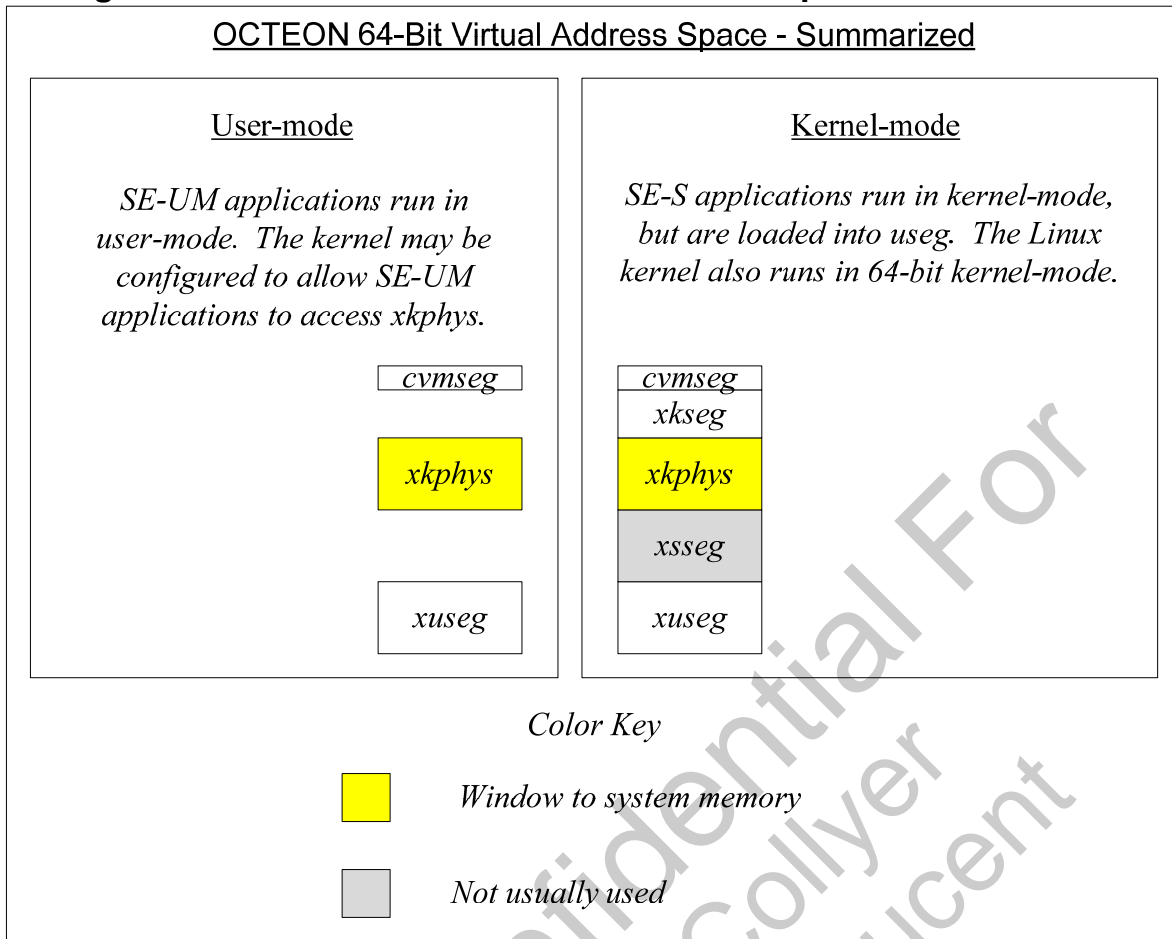 OCTEON 64-Bit Virtual Address Space - Summarized
User-mode
SE-UM applications run in
user-mode. The kernel may be
configured to allow SE-UM
applications to access xkphys.
cvmseg
xkphys
xuseg
Kernel-mode
SE-S applications run in kernel-mode,
but are loaded into useg. The Linux
kernel also runs in 64-bit kernel-mode.
cvmseg
xkseg
xkphys
xsseg
xuseg
Color Key
Window to system memory
Not usually used
For
Collyer